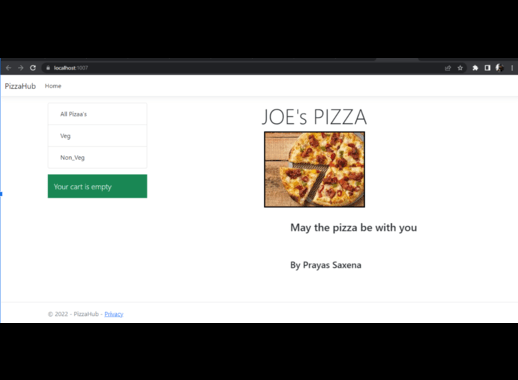 localhost:1007
PizzaHub Home
All Pizaa's
Veg
Non_Veg
Your cart is empty
JOE's PIZZA
May the pizza be with you
By Prayas Saxena
© 2022 - PizzaHub - Privacy